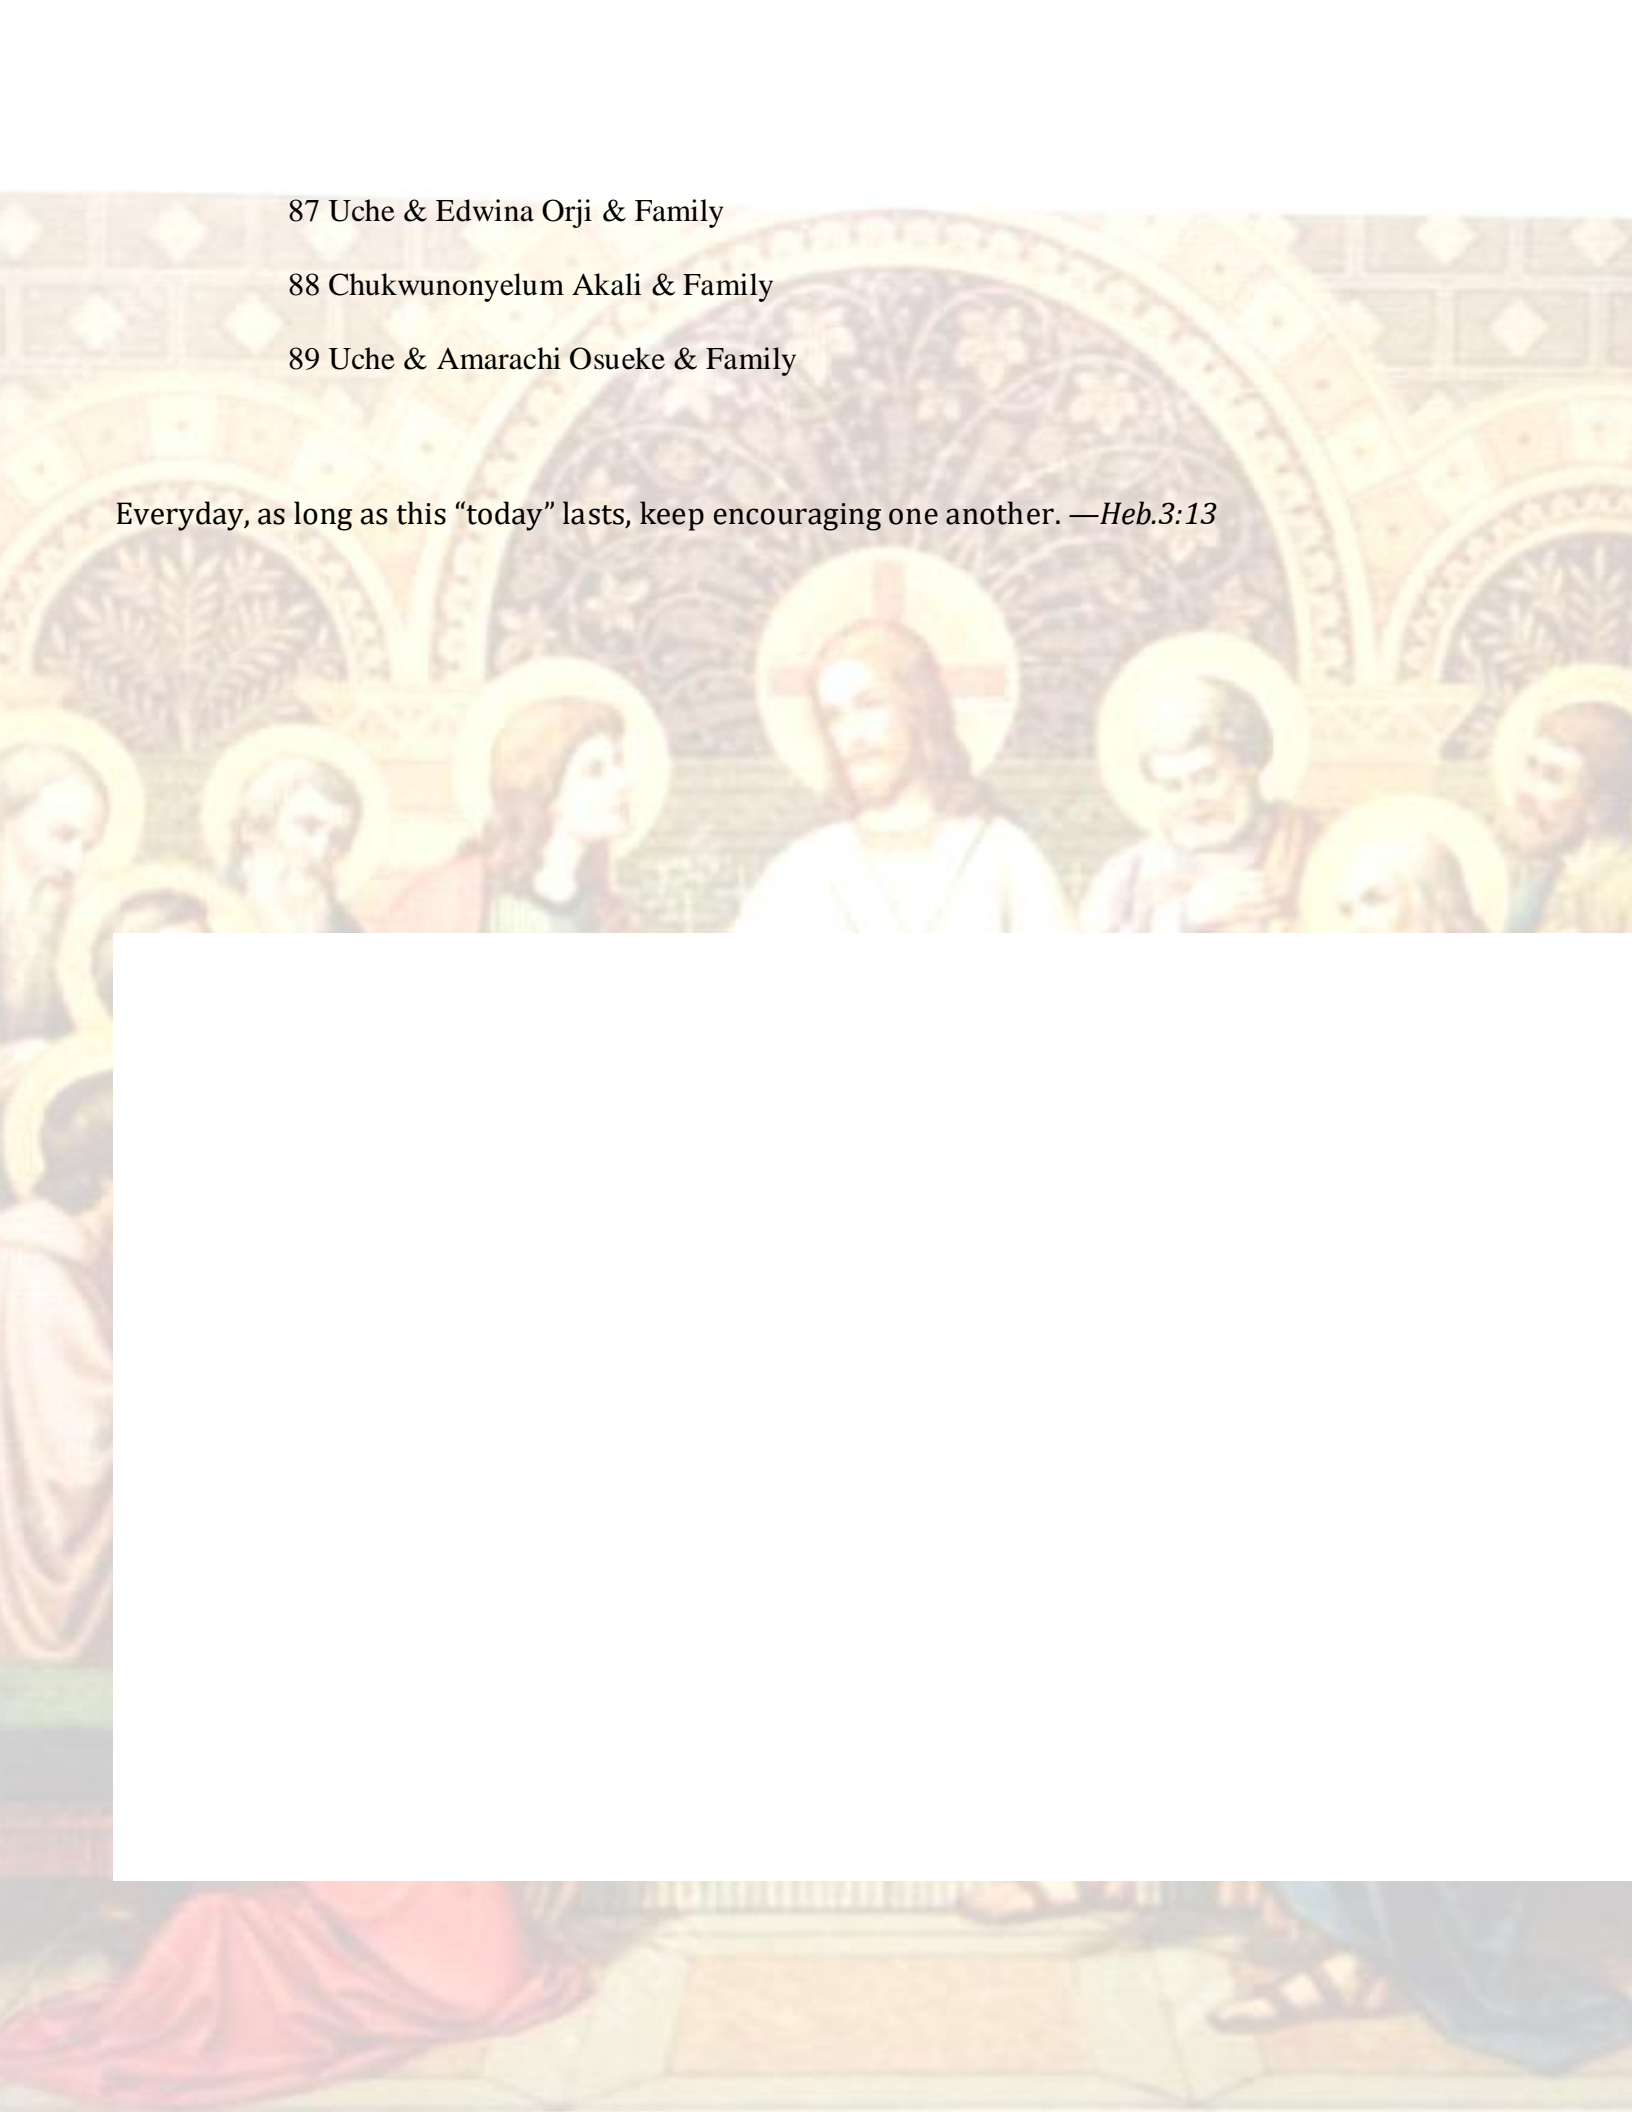 87 Uche & Edwina Orji & Family
88 Chukwunonyelum Akali & Family
89 Uche & Amarachi Osueke & Family
Everyday, as long as this “today” lasts, keep encouraging one another. —Heb.3:13